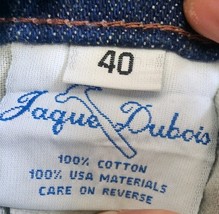 40
Jaque Dubois
100% COTTON
100% USA MATERIALS
CARE ON REVERSE